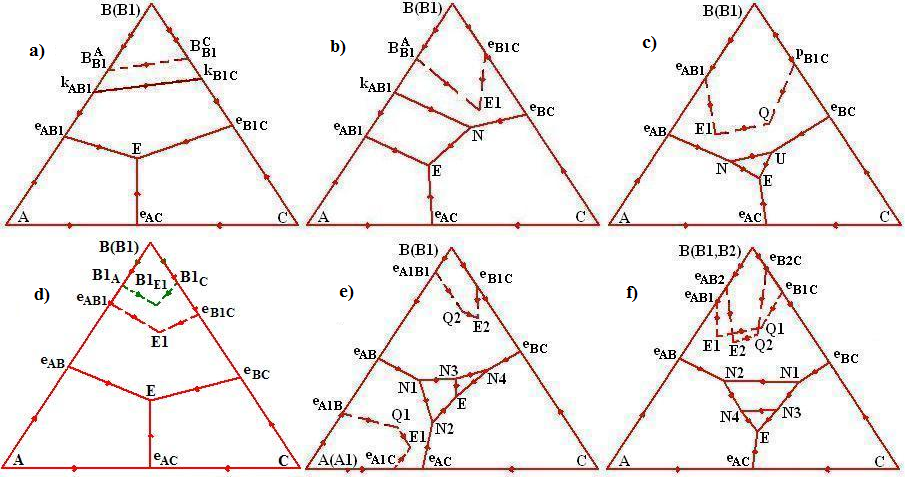 a)
B(B1)
B^A_B1
B^C_B1
k_AB1
k_B1C
e_AB1
e_B1C
E
A
e_AC
C
b)
B(B1)
B^A_B1
e_B1C
k_AB1
E1
e_AB1
N
e_BC
E
A
e_AC
C
c)
B(B1)
e_AB1
p_B1C
E1
Q
e_AB
e_BC
N
U
E
A
e_AC
C
d)
B(B1)
B1_A
B1_E1
B1_C
e_AB1
e_B1C
E1
e_AB
e_BC
E
A
e_AC
C
e)
B(B1)
e_A1B1
e_B1C
Q2
E2
e_AB
e_BC
N1
N3
N4
E
e_A1B
Q1
N2
E1
A(A1)
e_A1C
e_AC
C
f)
B(B1,B2)
e_B2C
e_AB2
e_AB1
e_B1C
E1
E2
Q1
Q2
e_AB
e_BC
N2
N1
N4
N3
E
A
e_AC
C